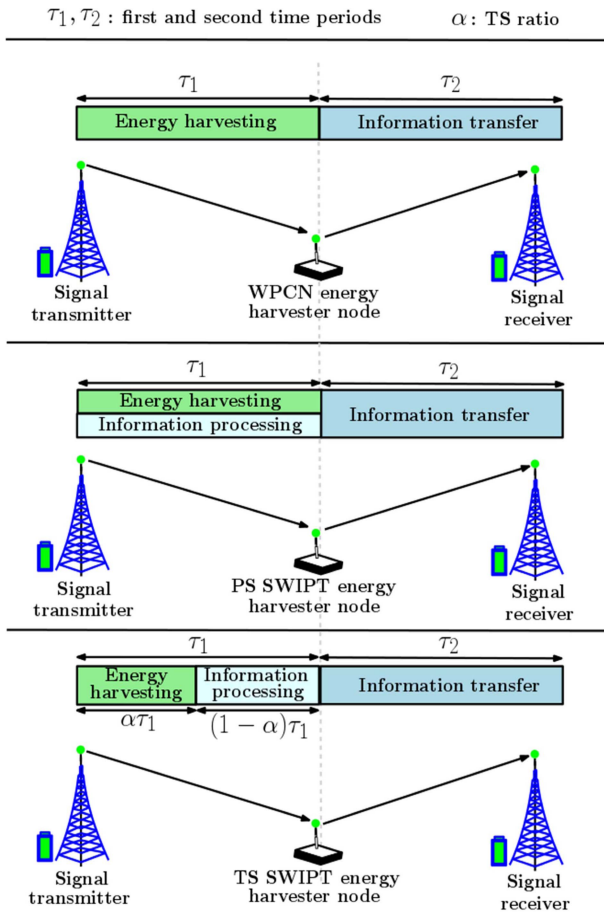 τ₁, τ₂ : first and second time periods α: TS ratio
τ₁ τ₂
Energy harvesting Information transfer
Signal
transmitter
WPCN energy
harvester node
Signal
receiver
τ₁ τ₂
Energy harvesting
Information processing
Information transfer
Signal
transmitter
PS SWIPT energy
harvester node
Signal
receiver
τ₁ τ₂
Energy
harvesting
Information
processing
Information transfer
ατ₁ (1 − α)τ₁
Signal
transmitter
TS SWIPT energy
harvester node
Signal
receiver